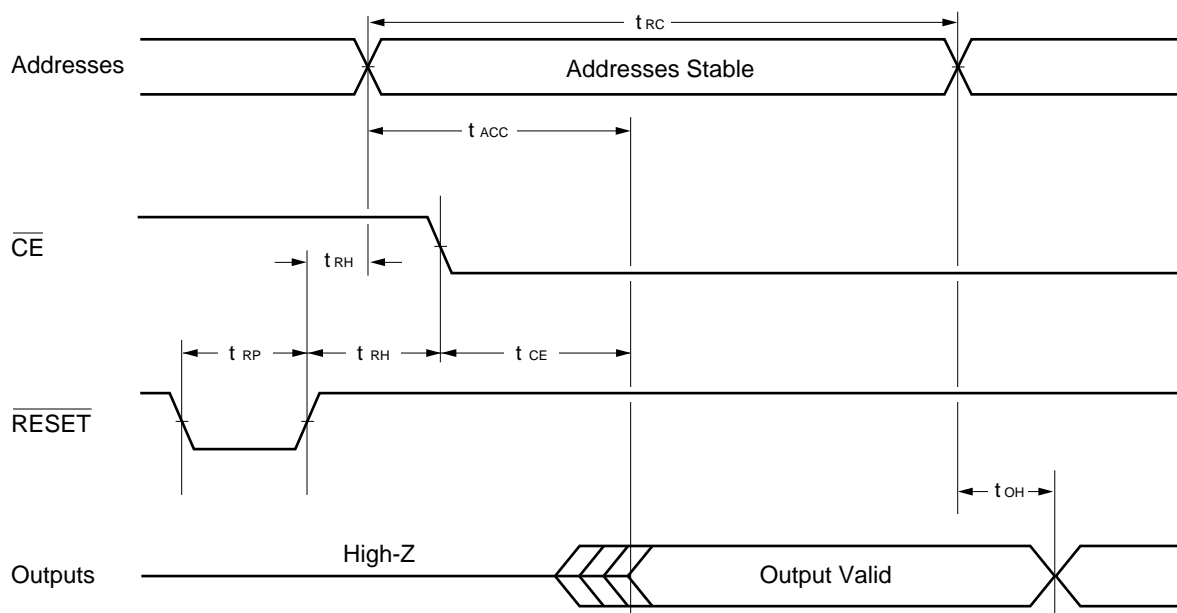 t RC
Addresses
Addresses Stable
t ACC
CE
t RH
t RP
t RH
t CE
RESET
t OH
High-Z
Outputs
Output Valid